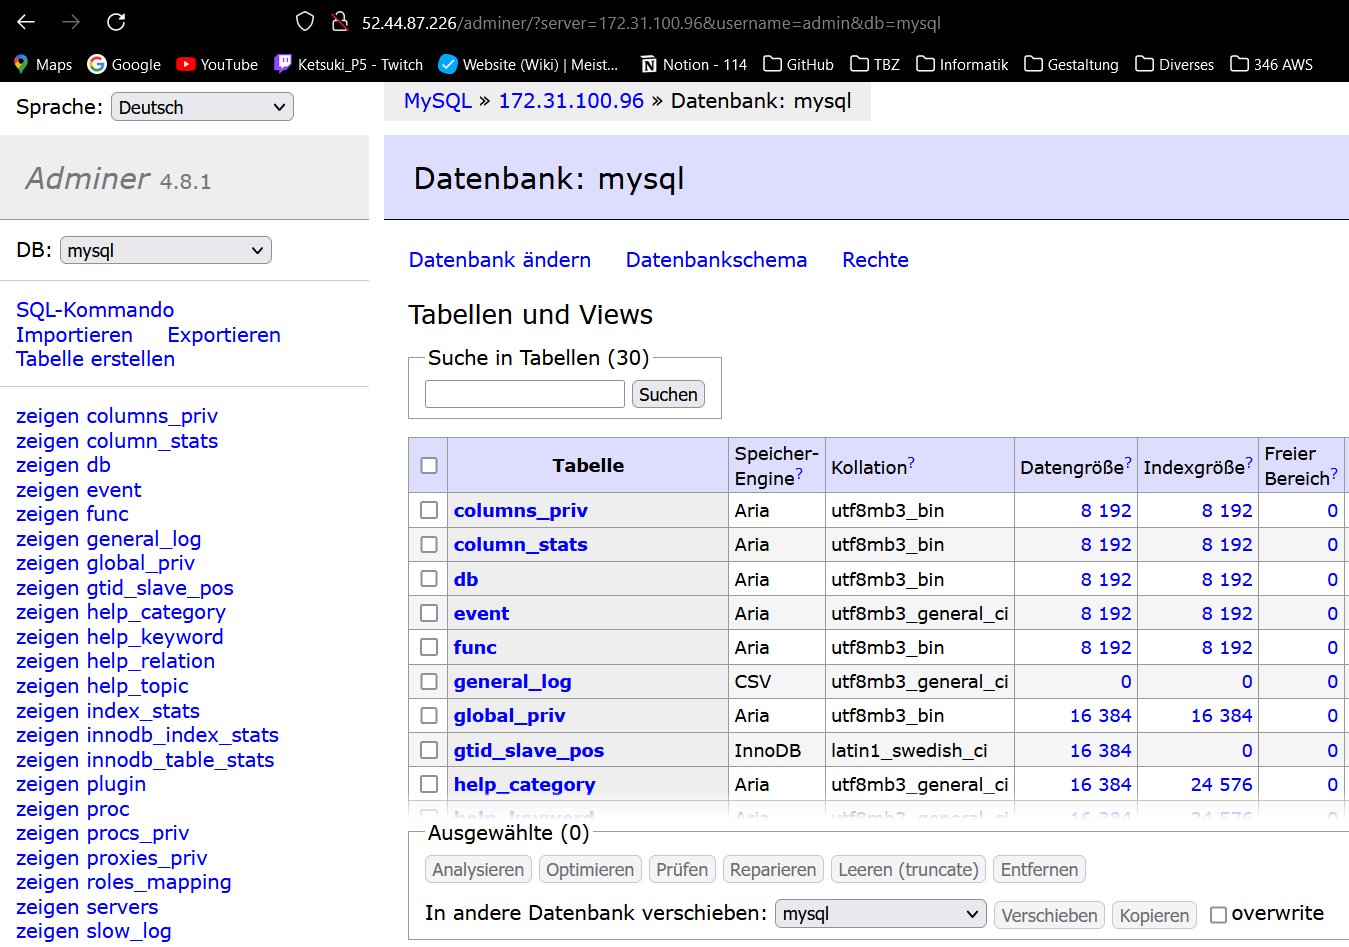 52.44.87.226/adminer/?server=172.31.100.96&username=admin&db=mysql
Maps Google YouTube Ketsuki_P5 - Twitch Website (Wiki) | Meist... Notion - 114 GitHub TBZ Informatik Gestaltung Diverses 346 AWS
Sprache: Deutsch
MySQL » 172.31.100.96 » Datenbank: mysql
Adminer 4.8.1
Datenbank: mysql
DB: mysql
SQL-Kommando
Importieren Exportieren
Tabelle erstellen
zeigen columns_priv
zeigen column_stats
zeigen db
zeigen event
zeigen func
zeigen general_log
zeigen global_priv
zeigen gtid_slave_pos
zeigen help_category
zeigen help_keyword
zeigen help_relation
zeigen help_topic
zeigen index_stats
zeigen innodb_index_stats
zeigen innodb_table_stats
zeigen plugin
zeigen proc
zeigen procs_priv
zeigen proxies_priv
zeigen roles_mapping
zeigen servers
zeigen slow_log
Datenbank ändern Datenbankschema Rechte
Tabellen und Views
Suche in Tabellen (30)
Suchen
Tabelle Speicher-Engine? Kollation? Datengröße? Indexgröße? Freier Bereich?
columns_priv Aria utf8mb3_bin 8 192 8 192 0
column_stats Aria utf8mb3_bin 8 192 8 192 0
db Aria utf8mb3_bin 8 192 8 192 0
event Aria utf8mb3_general_ci 8 192 8 192 0
func Aria utf8mb3_bin 8 192 8 192 0
general_log CSV utf8mb3_general_ci 0 0 0
global_priv Aria utf8mb3_bin 16 384 16 384 0
gtid_slave_pos InnoDB latin1_swedish_ci 16 384 0 0
help_category Aria utf8mb3_general_ci 16 384 24 576 0
help_keyword Aria utf8mb3_general_ci 16 384 24 576 0
Ausgewählte (0)
Analysieren Optimieren Prüfen Reparieren Leeren (truncate) Entfernen
In andere Datenbank verschieben: mysql Verschieben Kopieren overwrite